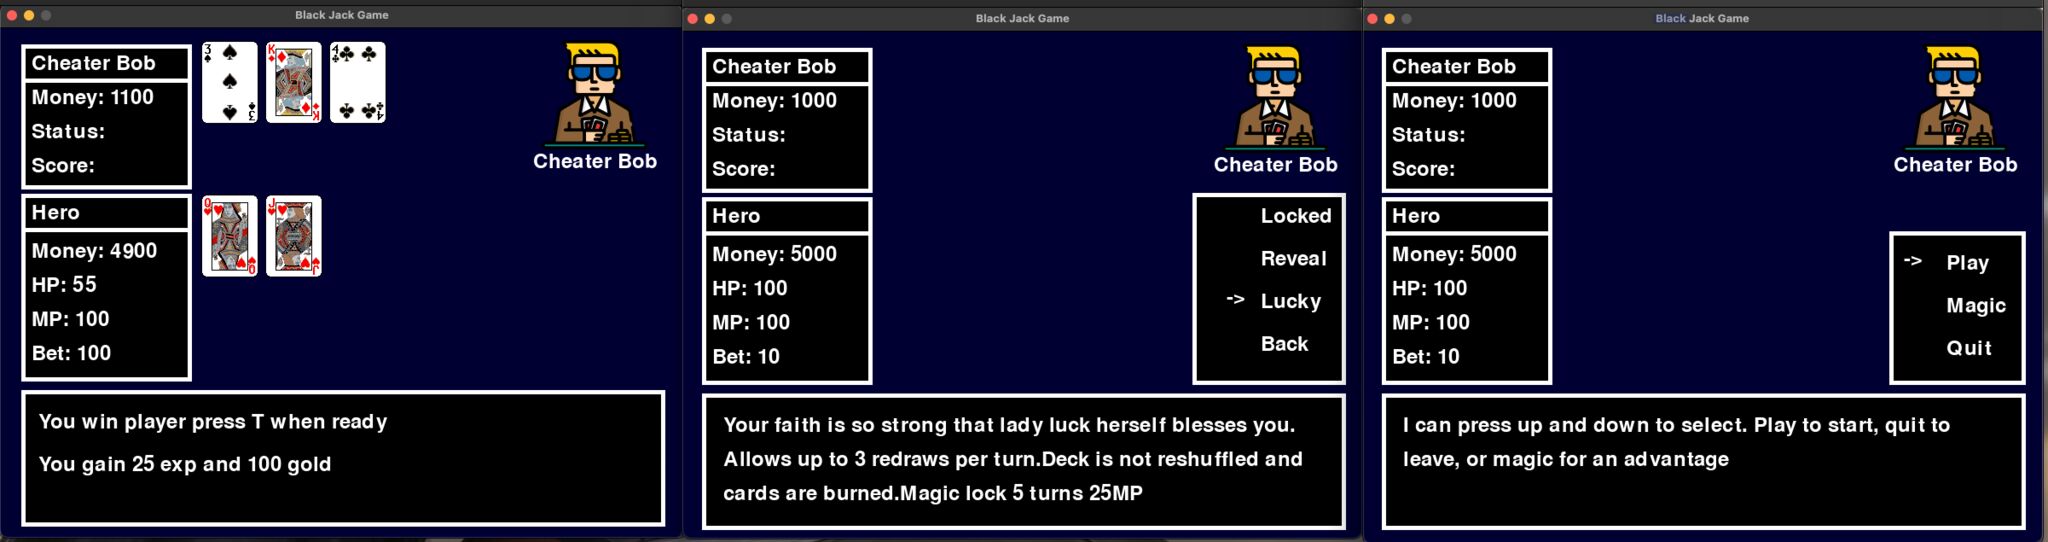 Black Jack Game
Cheater Bob
Money: 1100
Status:
Score:
3
3
K
K
4
4
Cheater Bob
Hero
Money: 4900
HP: 55
MP: 100
Bet: 100
Q
Q
J
J
You win player press T when ready
You gain 25 exp and 100 gold
Black Jack Game
Cheater Bob
Money: 1000
Status:
Score:
Cheater Bob
Hero
Money: 5000
HP: 100
MP: 100
Bet: 10
Locked
Reveal
-> Lucky
Back
Your faith is so strong that lady luck herself blesses you.
Allows up to 3 redraws per turn.Deck is not reshuffled and
cards are burned.Magic lock 5 turns 25MP
Black Jack Game
Cheater Bob
Money: 1000
Status:
Score:
Cheater Bob
Hero
Money: 5000
HP: 100
MP: 100
Bet: 10
-> Play
Magic
Quit
I can press up and down to select. Play to start, quit to
leave, or magic for an advantage